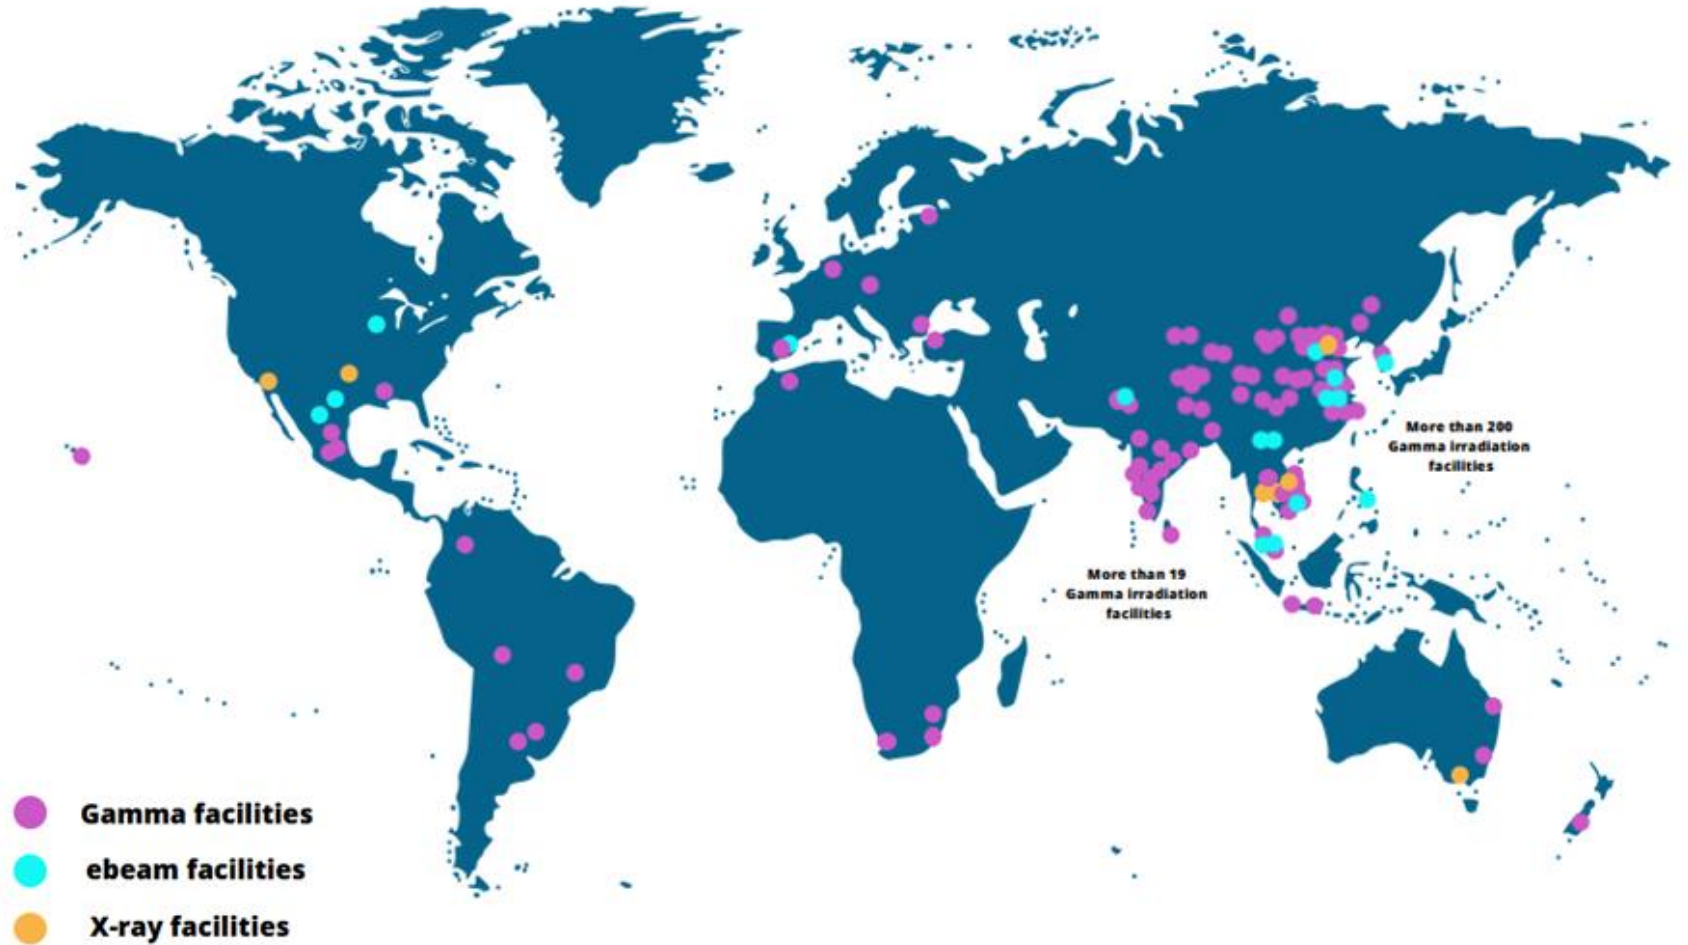 More than 200
Gamma irradiation
facilities
More than 19
Gamma irradiation
facilities
Gamma facilities
ebeam facilities
X-ray facilities